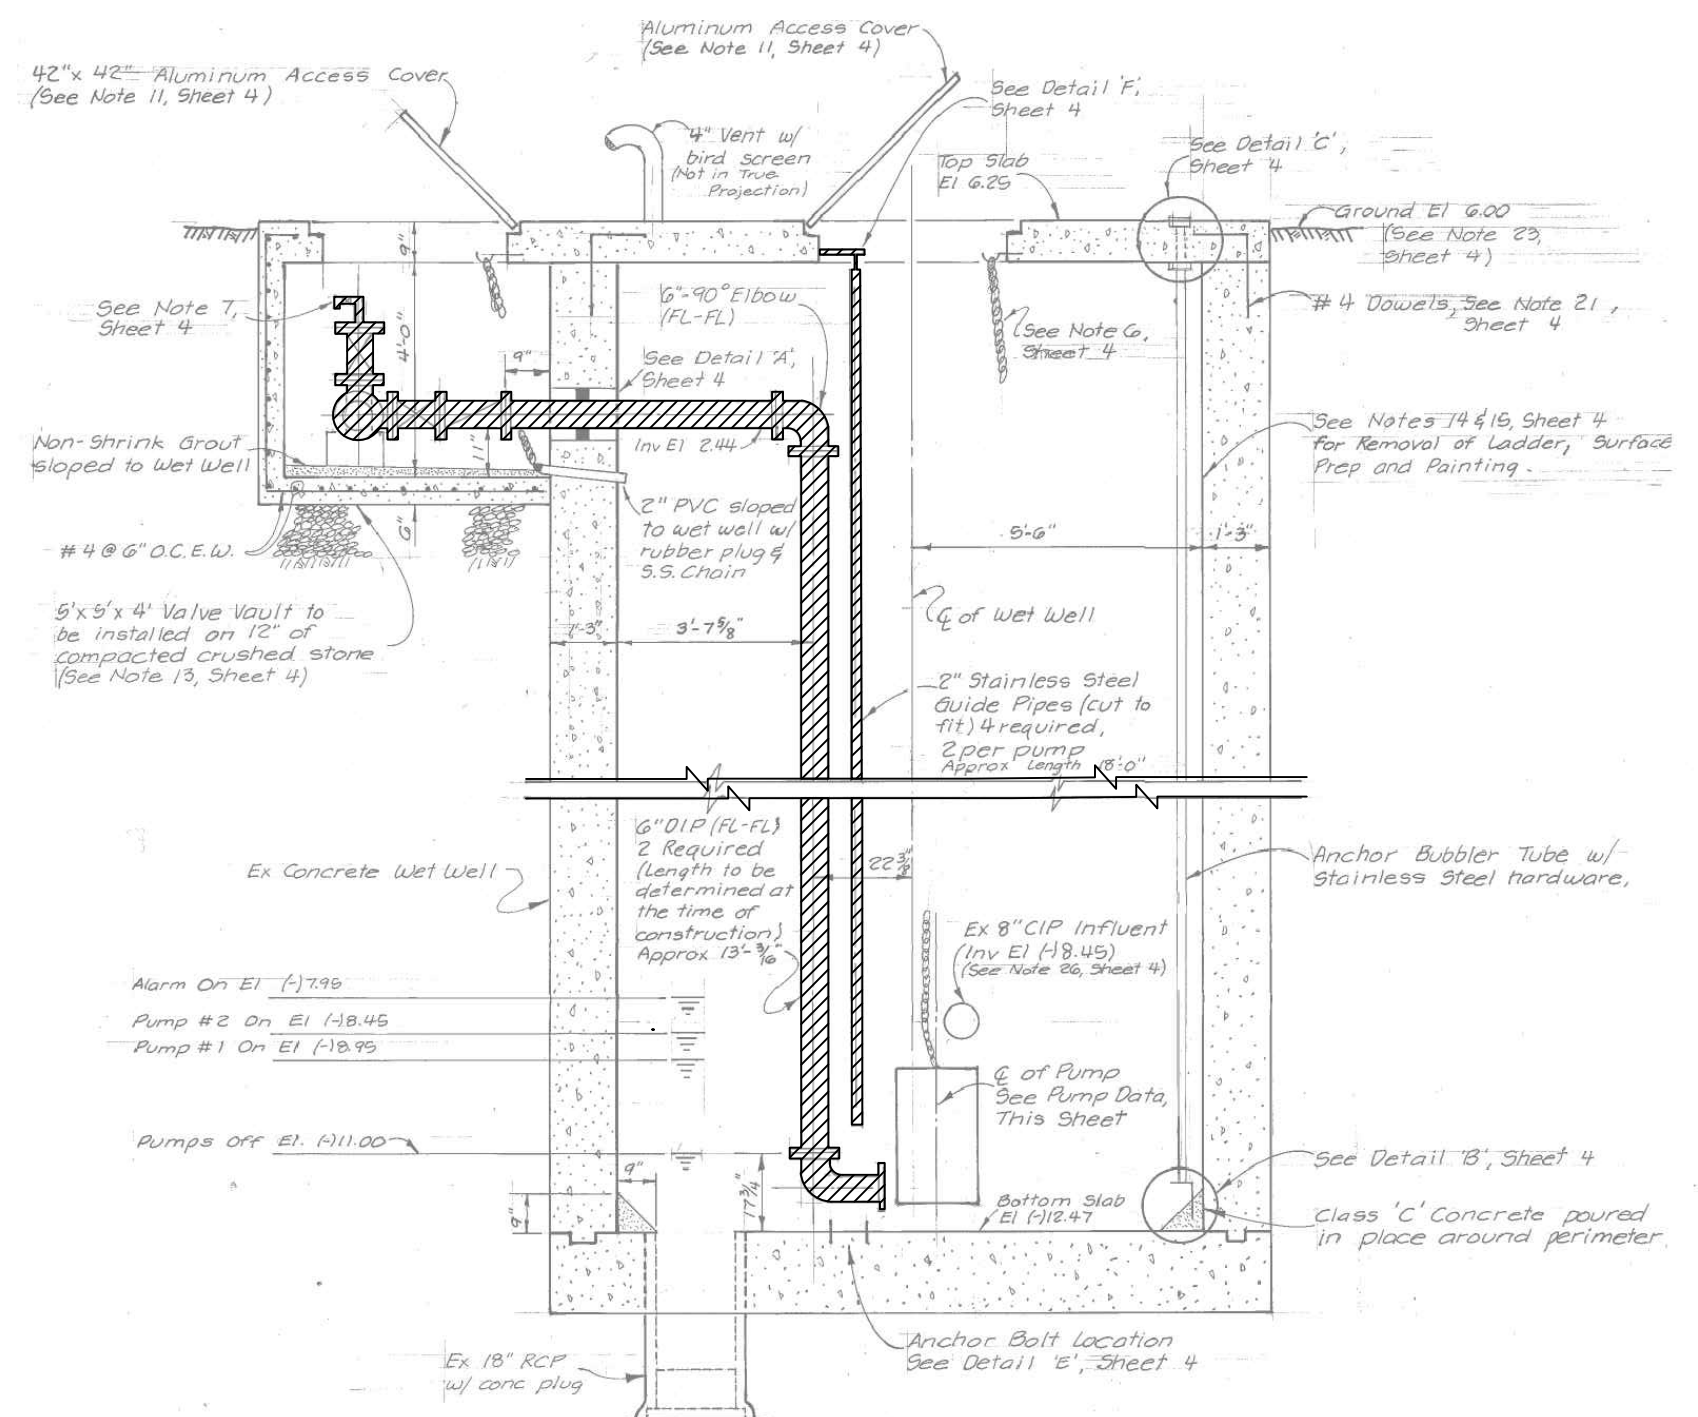 Aluminum Access Cover
(See Note 11, Sheet 4)
42"x 42" Aluminum Access Cover
(See Note 11, Sheet 4)
See Detail 'F',
Sheet 4
4" Vent w/
bird screen
(Not in True
Projection)
Top Slab
El 6.25
See Detail 'C',
Sheet 4
Ground El 6.00
(See Note 23,
Sheet 4)
9"
See Note 7,
Sheet 4
4'-0"
6"-90° Elbow
(FL-FL)
#4 Dowels, See Note 21,
Sheet 4
See Note 6,
Sheet 4
9"
See Detail 'A',
Sheet 4
Non-Shrink Grout
sloped to Wet Well
11"
Inv El 2.44
See Notes 14 & 15, Sheet 4
for Removal of Ladder, Surface
Prep and Painting.
6"
2" PVC sloped
to wet well w/
rubber plug &
S.S. Chain
#4 @ 6" O.C.E.W.
5'-6"
1'-3"
5'x 5'x 4' Valve Vault to
be installed on 12" of
compacted crushed stone
(See Note 13, Sheet 4)
1'-3"
3'-7⅝"
℄ of Wet Well
2" Stainless Steel
Guide Pipes (cut to
fit) 4 required,
2 per pump
Approx Length 18'-0"
6" DIP (FL-FL)
2 Required
(Length to be
determined at
the time of
construction)
Approx 13'-3/16"
22⅜"
Ex Concrete Wet Well
Anchor Bubbler Tube w/
Stainless Steel hardware,
Ex 8" CIP Influent
(Inv El (-)8.45)
(See Note 26, Sheet 4)
Alarm On El (-)7.95
Pump #2 On El (-)8.45
Pump #1 On El (-)8.95
℄ of Pump
See Pump Data,
This Sheet
Pumps Off El. (-)11.00
9"
9"
17¾"
See Detail 'B', Sheet 4
Bottom Slab
El (-)12.47
Class 'C' Concrete poured
in place around perimeter
Anchor Bolt Location
See Detail 'E', Sheet 4
Ex 18" RCP
w/ conc plug